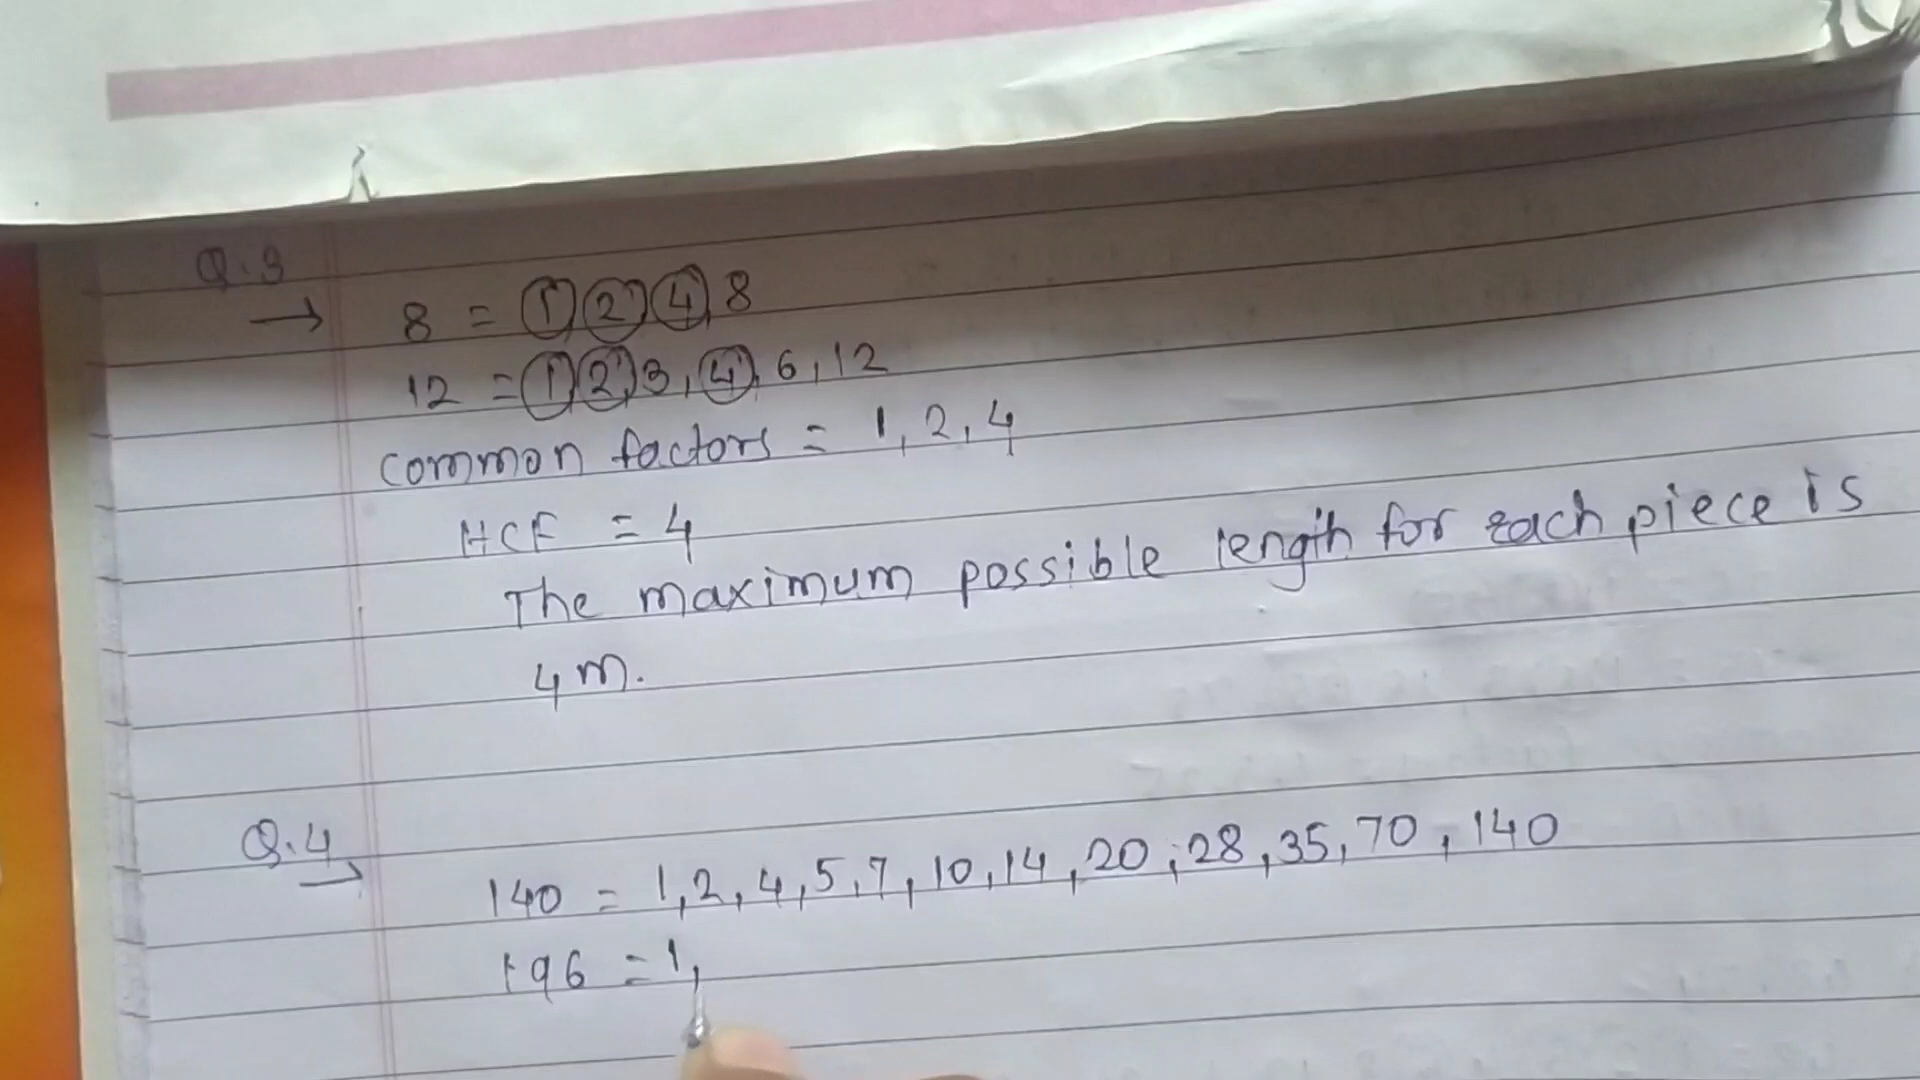 Q.3
→ 8 = 1, 2, 4, 8
12 = 1, 2, 3, 4, 6, 12
common factors = 1, 2, 4
HCF = 4
The maximum possible length for each piece is
4 m.
Q.4
→ 140 = 1, 2, 4, 5, 7, 10, 14, 20, 28, 35, 70, 140
196 = 1,